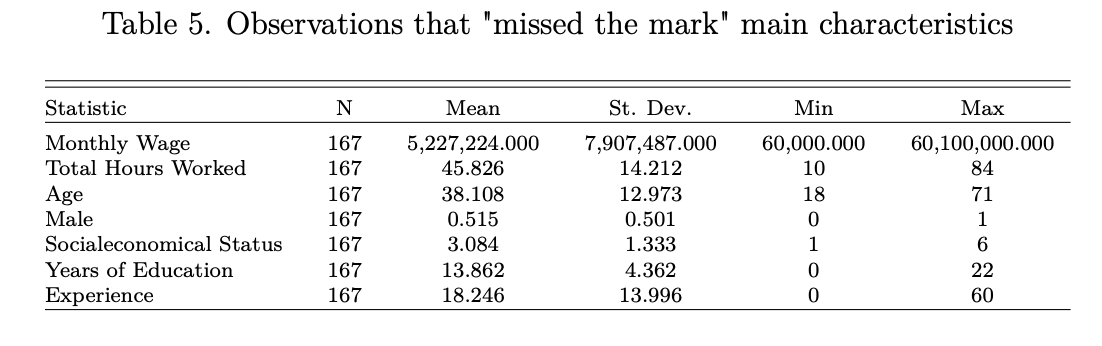 Table 5. Observations that "missed the mark" main characteristics
Statistic N Mean St. Dev. Min Max
Monthly Wage 167 5,227,224.000 7,907,487.000 60,000.000 60,100,000.000
Total Hours Worked 167 45.826 14.212 10 84
Age 167 38.108 12.973 18 71
Male 167 0.515 0.501 0 1
Socialeconomical Status 167 3.084 1.333 1 6
Years of Education 167 13.862 4.362 0 22
Experience 167 18.246 13.996 0 60